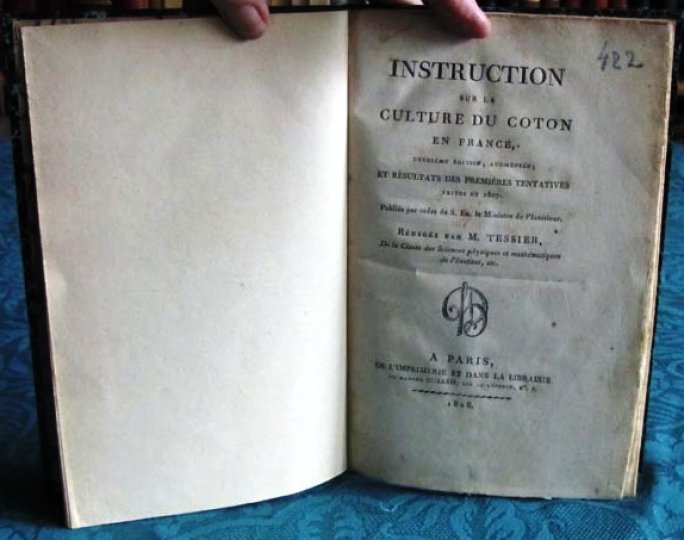 422
INSTRUCTION
SUR LA
CULTURE DU COTON
EN FRANCE,
DEUXIÈME ÉDITION, AUGMENTÉE;
ET RÉSULTATS DES PREMIÈRES TENTATIVES
FAITES EN 1807.
Publiée par ordre de S. Ex. le Ministre de l'Intérieur.
RÉDIGÉE PAR M. TESSIER,
De la Classe des Sciences physiques et mathématiques
de l'Institut, etc.
A PARIS,
DE L'IMPRIMERIE ET DANS LA LIBRAIRIE
HUZARD,
1808.